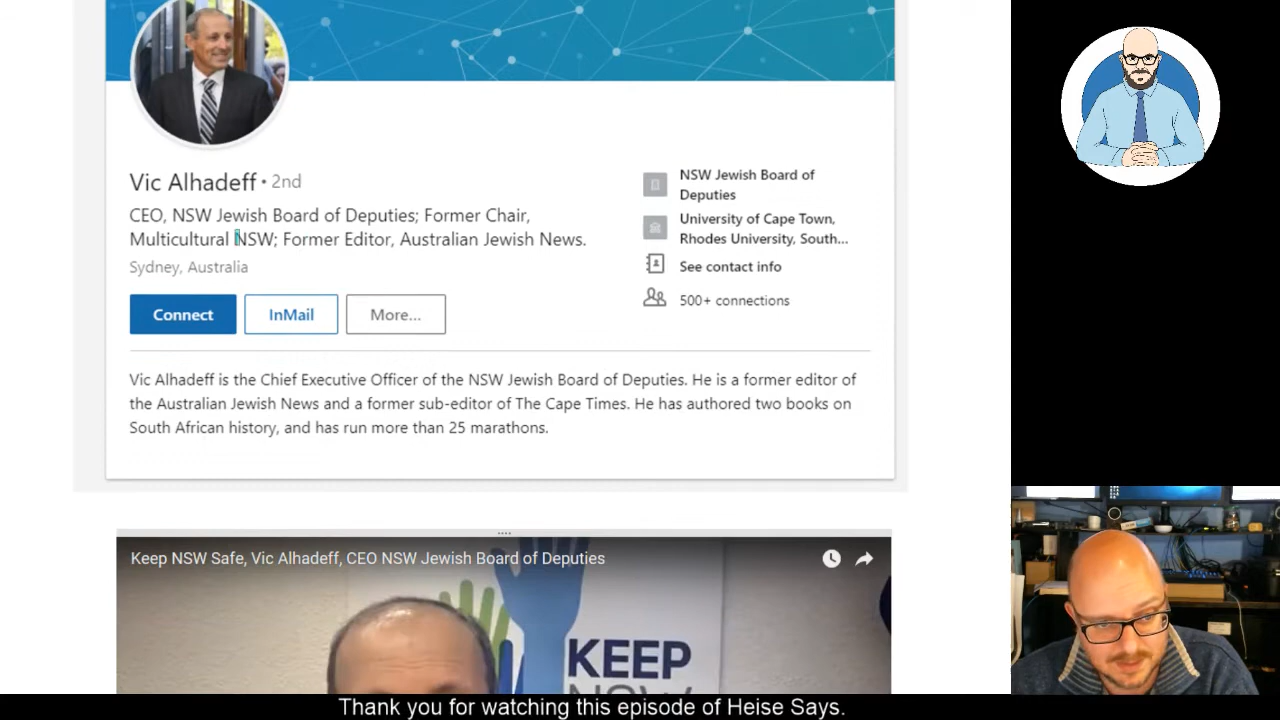 Vic Alhadeff • 2nd
CEO, NSW Jewish Board of Deputies; Former Chair,
Multicultural NSW; Former Editor, Australian Jewish News.
Sydney, Australia
Connect
InMail
More...
NSW Jewish Board of
Deputies
University of Cape Town,
Rhodes University, South...
See contact info
500+ connections
Vic Alhadeff is the Chief Executive Officer of the NSW Jewish Board of Deputies. He is a former editor of
the Australian Jewish News and a former sub-editor of The Cape Times. He has authored two books on
South African history, and has run more than 25 marathons.
Keep NSW Safe, Vic Alhadeff, CEO NSW Jewish Board of Deputies
KEEP
NSW
Thank you for watching this episode of Heise Says.